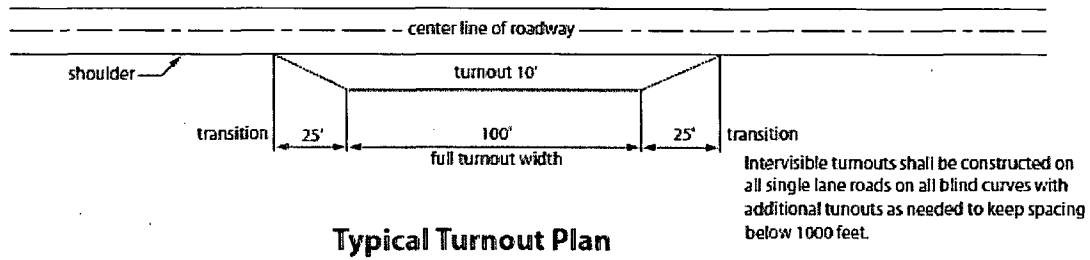 center line of roadway
shoulder
turnout 10'
transition 25' 100' 25' transition
full turnout width
Intervisible turnouts shall be constructed on
all single lane roads on all blind curves with
additional tunouts as needed to keep spacing
below 1000 feet.
Typical Turnout Plan